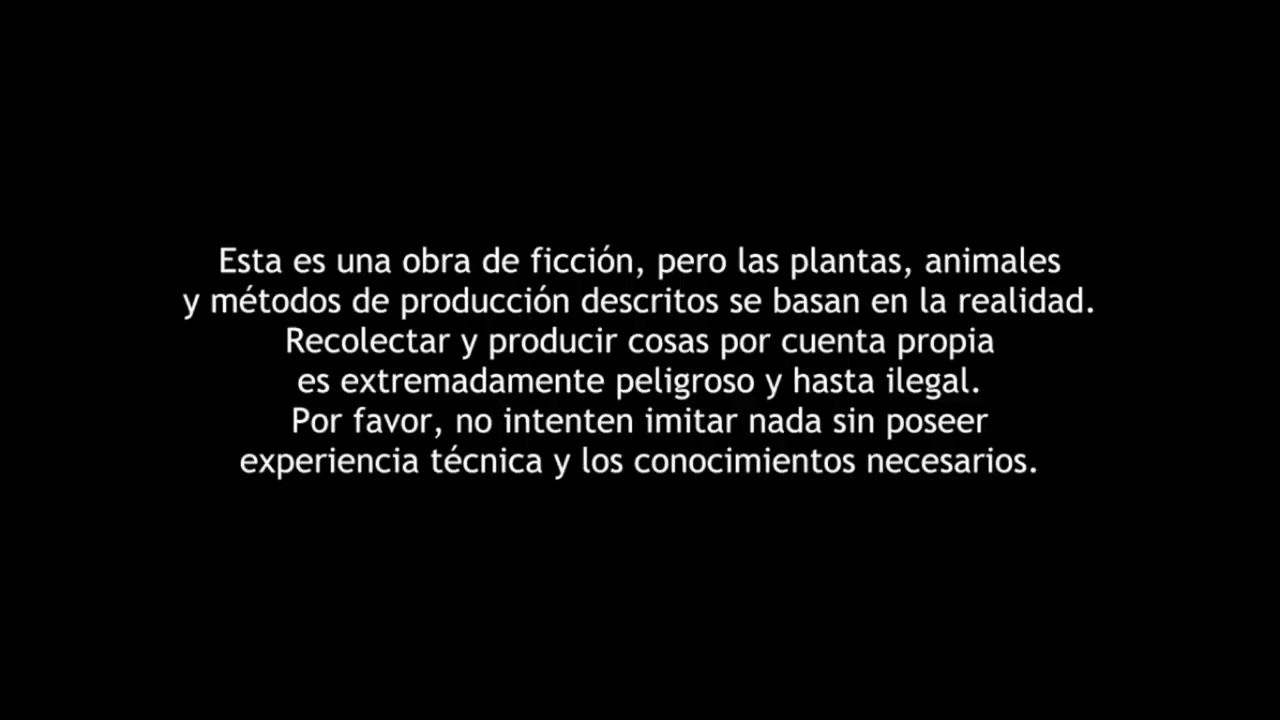 Esta es una obra de ficción, pero las plantas, animales
y métodos de producción descritos se basan en la realidad.
Recolectar y producir cosas por cuenta propia
es extremadamente peligroso y hasta ilegal.
Por favor, no intenten imitar nada sin poseer
experiencia técnica y los conocimientos necesarios.